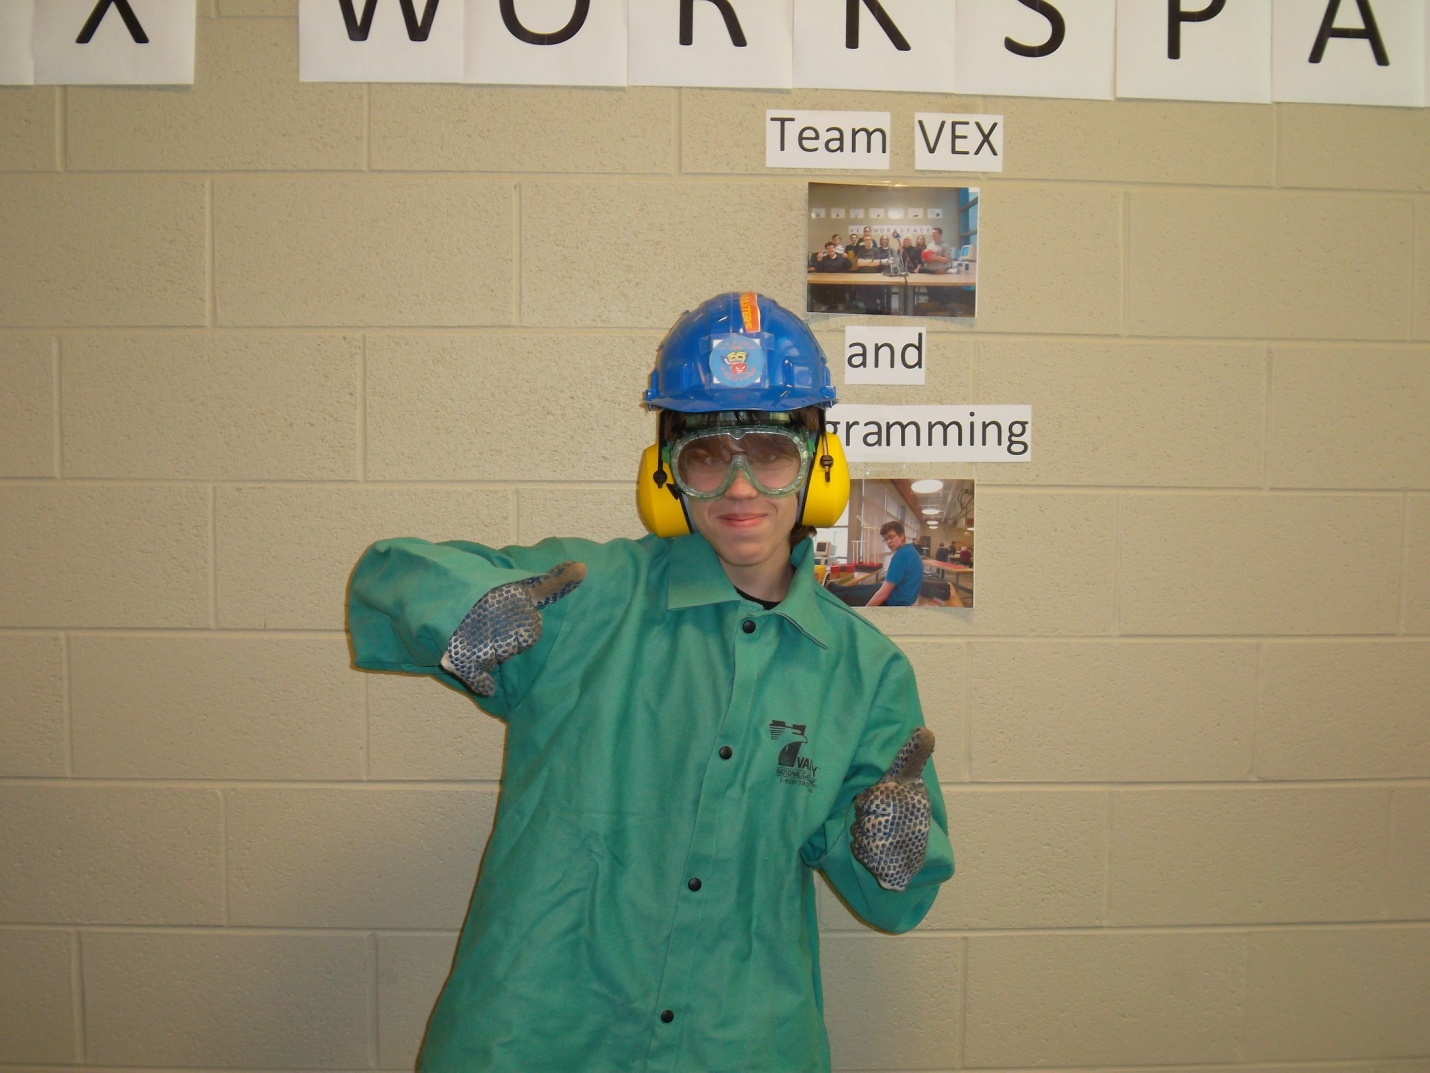 X WORKSPA
Team VEX
and
gramming